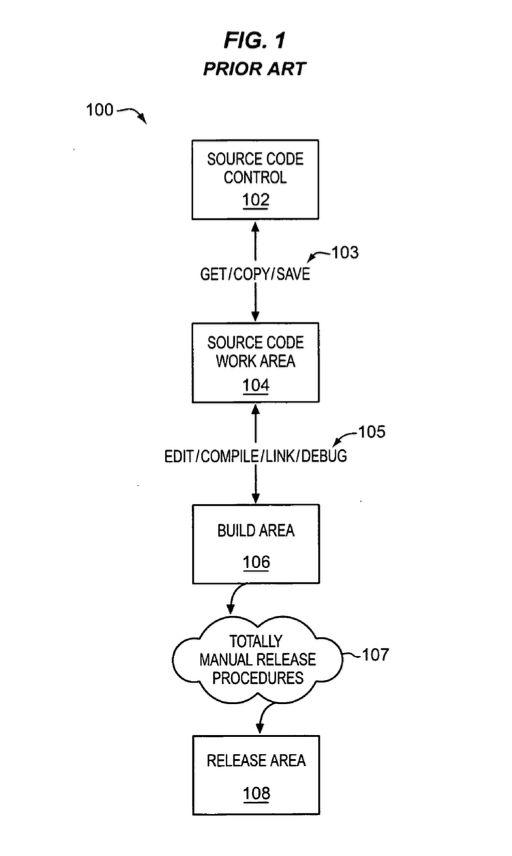 FIG. 1
PRIOR ART
100
SOURCE CODE
CONTROL
102
103
GET/COPY/SAVE
SOURCE CODE
WORK AREA
104
105
EDIT/COMPILE/LINK/DEBUG
BUILD AREA
106
TOTALLY
MANUAL RELEASE
PROCEDURES
107
RELEASE AREA
108